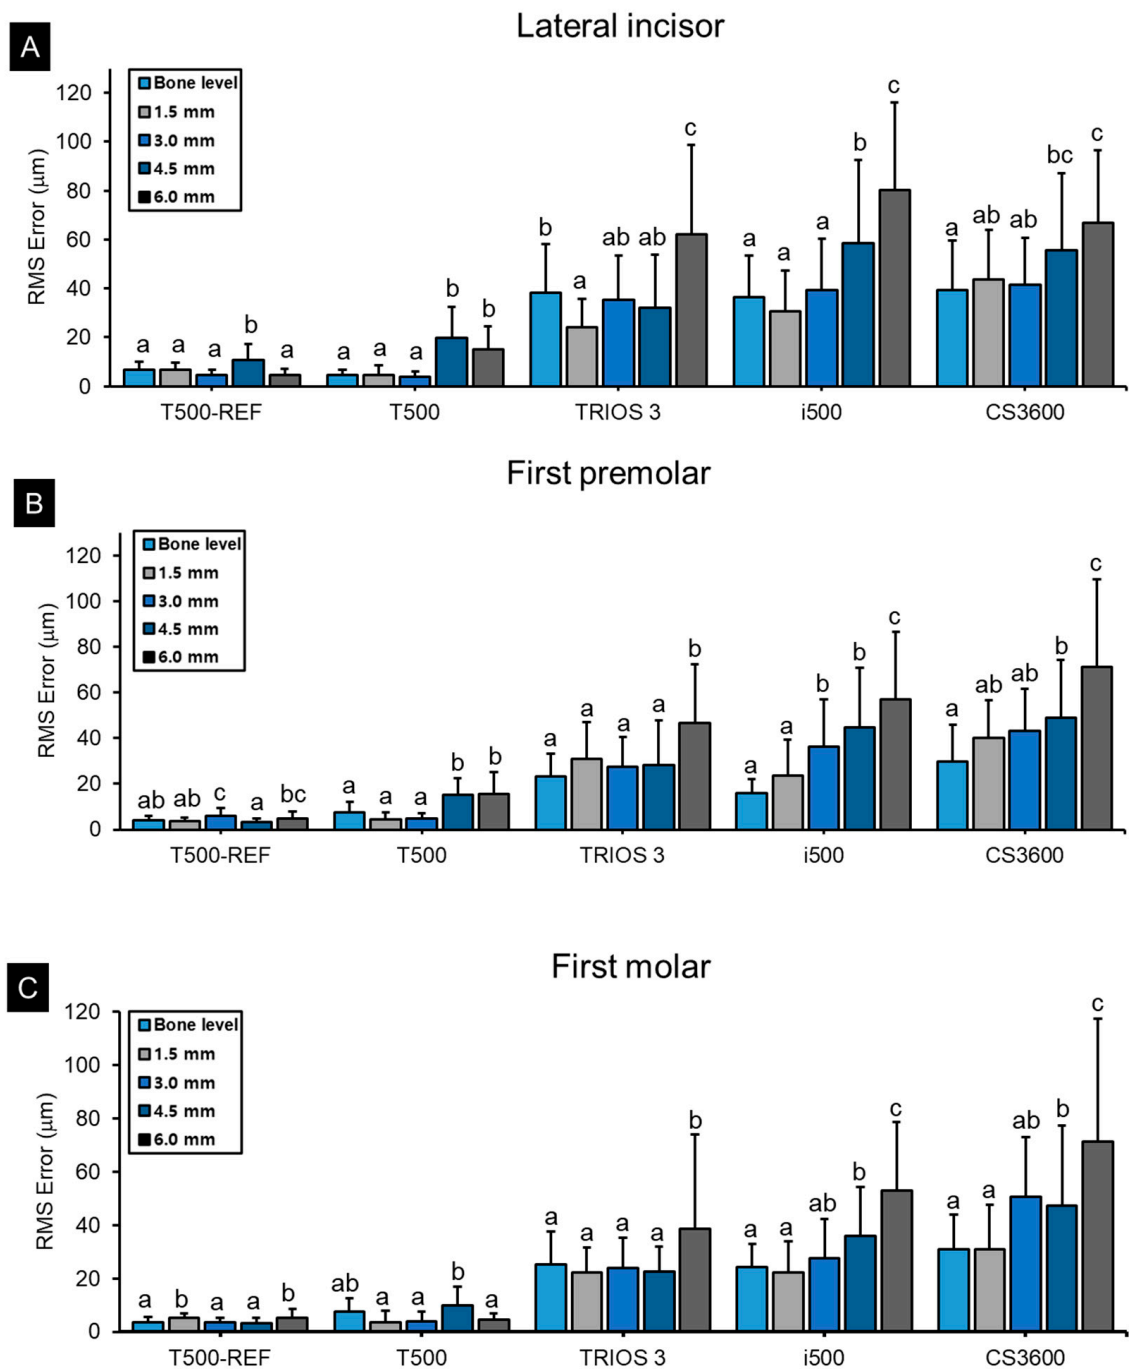 Lateral incisor
A
RMS Error (μm)
120
100
80
60
40
20
0
Bone level
1.5 mm
3.0 mm
4.5 mm
6.0 mm
a a a b a
a a a b b
b a ab ab c
a a a b c
a ab ab bc c
T500-REF T500 TRIOS 3 i500 CS3600
First premolar
B
RMS Error (μm)
120
100
80
60
40
20
0
Bone level
1.5 mm
3.0 mm
4.5 mm
6.0 mm
ab ab c a bc
a a a b b
a a a a b
a a b b c
a ab ab b c
T500-REF T500 TRIOS 3 i500 CS3600
First molar
C
RMS Error (μm)
120
100
80
60
40
20
0
Bone level
1.5 mm
3.0 mm
4.5 mm
6.0 mm
a b a a b
ab a a b a
a a a a b
a a ab b c
a a ab b c
T500-REF T500 TRIOS 3 i500 CS3600